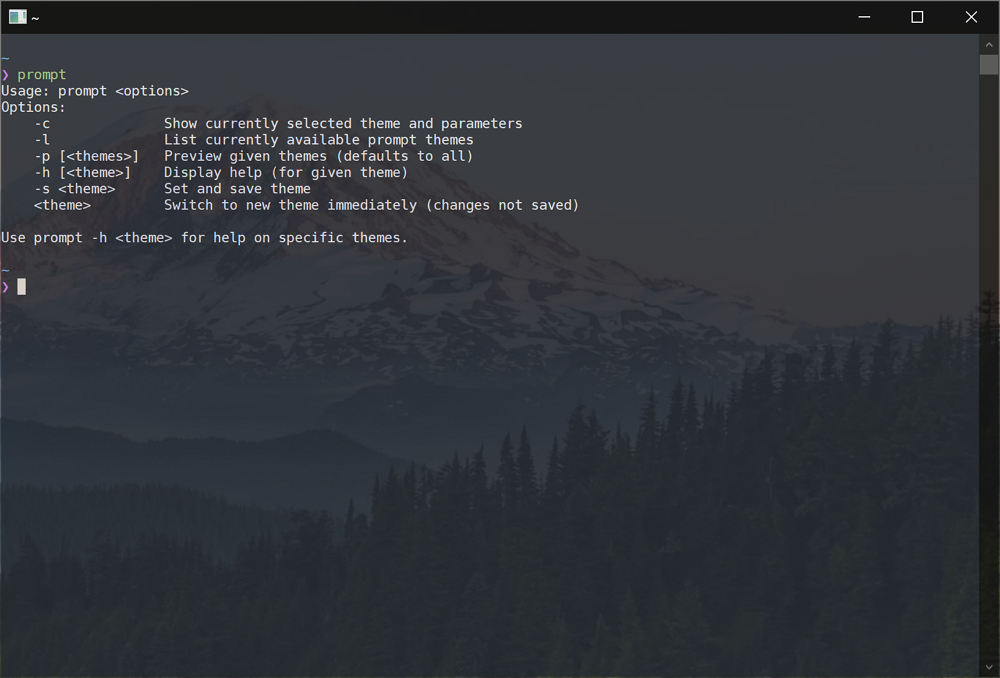 ~
~
❯ prompt
Usage: prompt <options>
Options:
    -c              Show currently selected theme and parameters
    -l              List currently available prompt themes
    -p [<themes>]   Preview given themes (defaults to all)
    -h [<theme>]    Display help (for given theme)
    -s <theme>      Set and save theme
    <theme>         Switch to new theme immediately (changes not saved)
Use prompt -h <theme> for help on specific themes.
~
❯